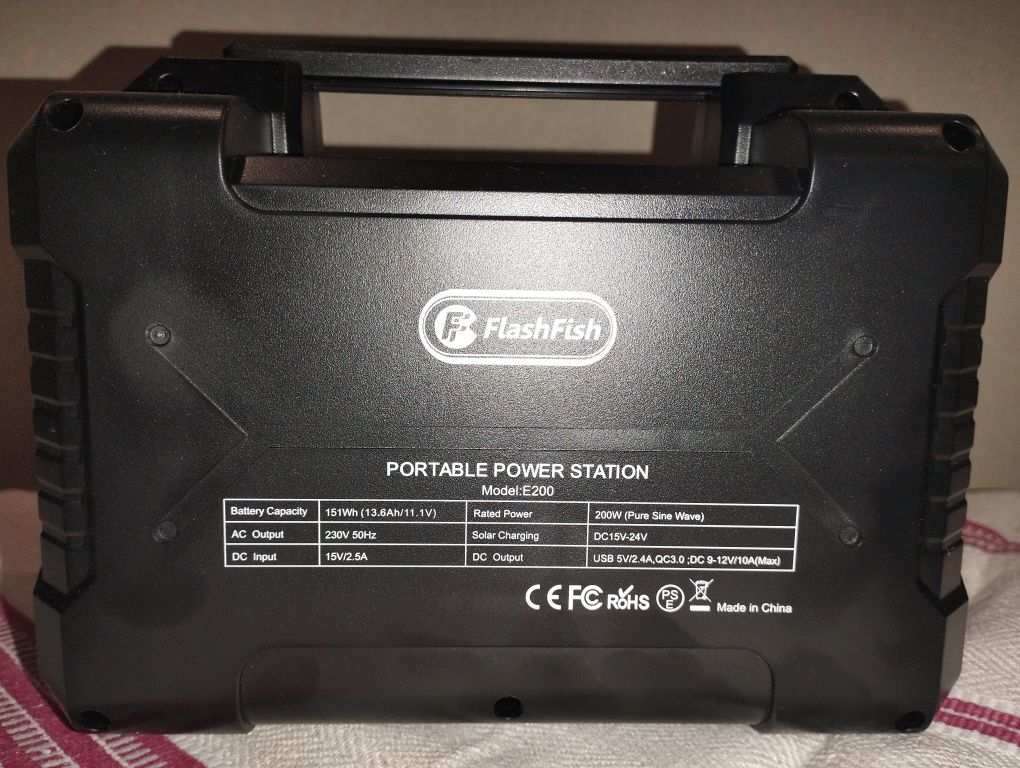 FlashFish
PORTABLE POWER STATION
Model:E200
Battery Capacity 151Wh (13.6Ah/11.1V) Rated Power 200W (Pure Sine Wave)
AC Output 230V 50Hz Solar Charging DC15V-24V
DC Input 15V/2.5A DC Output USB 5V/2.4A,QC3.0 ;DC 9-12V/10A(Max)
CE FC RoHS PSE Made in China